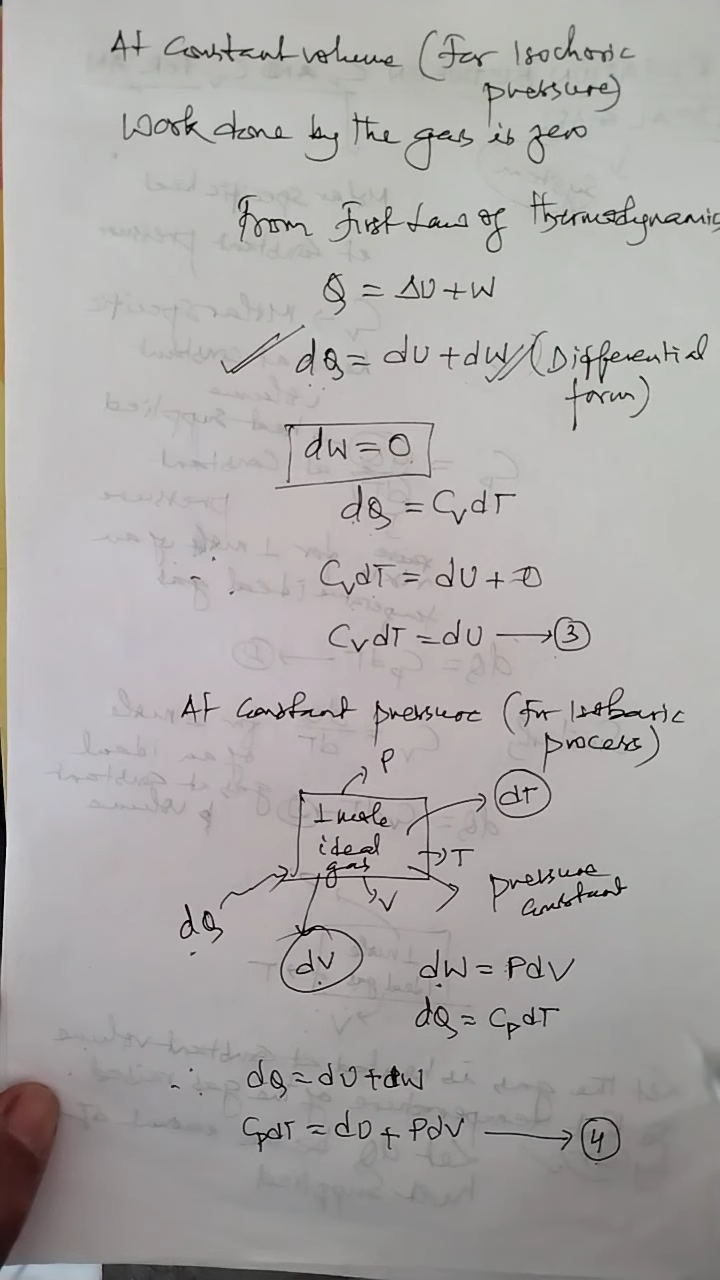 At constant volume (For Isochoric
pressure)
Work done by the gas is zero
From First Law of thermodynamic
Q = ΔU + W
dQ = dU + dW (Differential
form)
dW = 0
dQ = CvdT
CvdT = dU + 0
CvdT = dU → ③
At constant pressure (For Isobaric
process)
P
1 mole
ideal
gas
dT
T
pressure
constant
V
dQ
dV
dW = PdV
dQ = CpdT
∴ dQ = dU + dW
CpdT = dU + PdV → ④